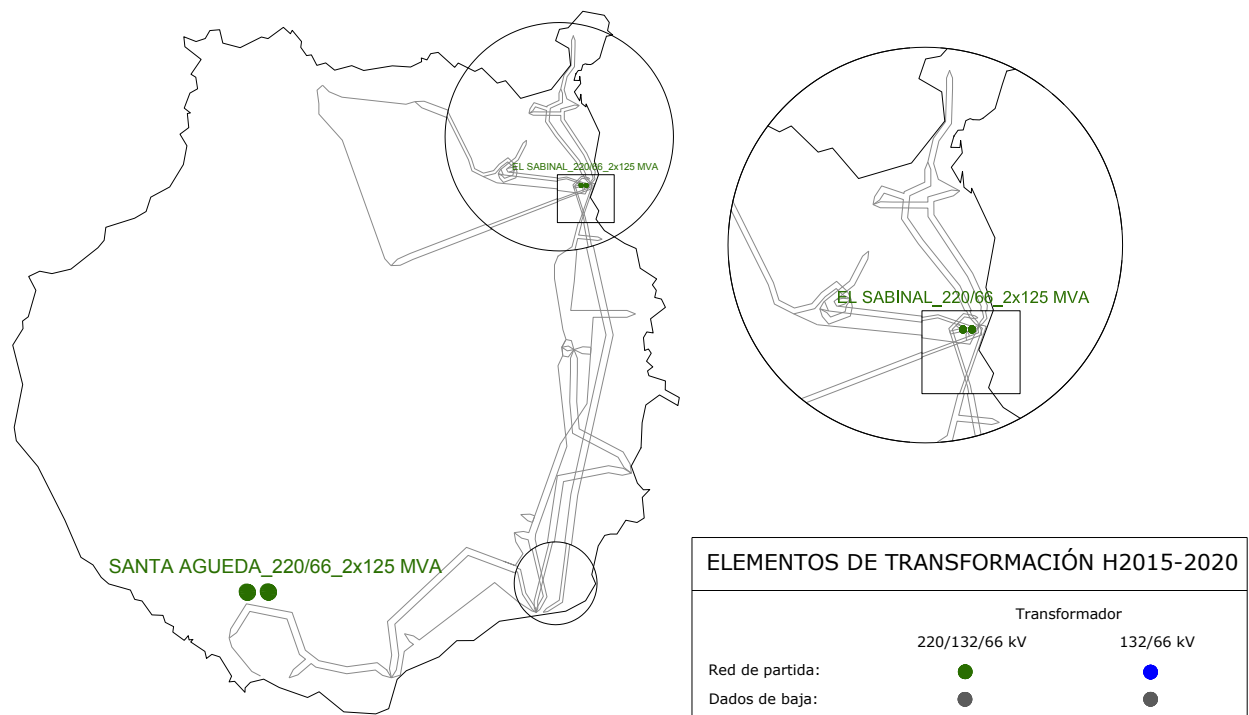 EL SABINAL_220/66_2x125 MVA
EL SABINAL_220/66_2x125 MVA
SANTA AGUEDA_220/66_2x125 MVA
ELEMENTOS DE TRANSFORMACIÓN H2015-2020
Transformador
220/132/66 kV 132/66 kV
Red de partida:
Dados de baja: